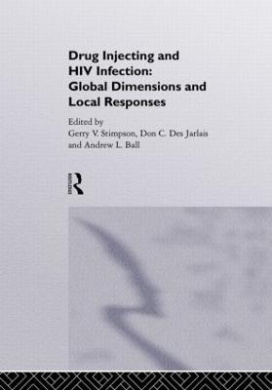 Drug Injecting and
HIV Infection:
Global Dimensions and
Local Responses
Edited by
Gerry V. Stimpson, Don C. Des Jarlais
and Andrew L. Ball
ROUTLEDGE